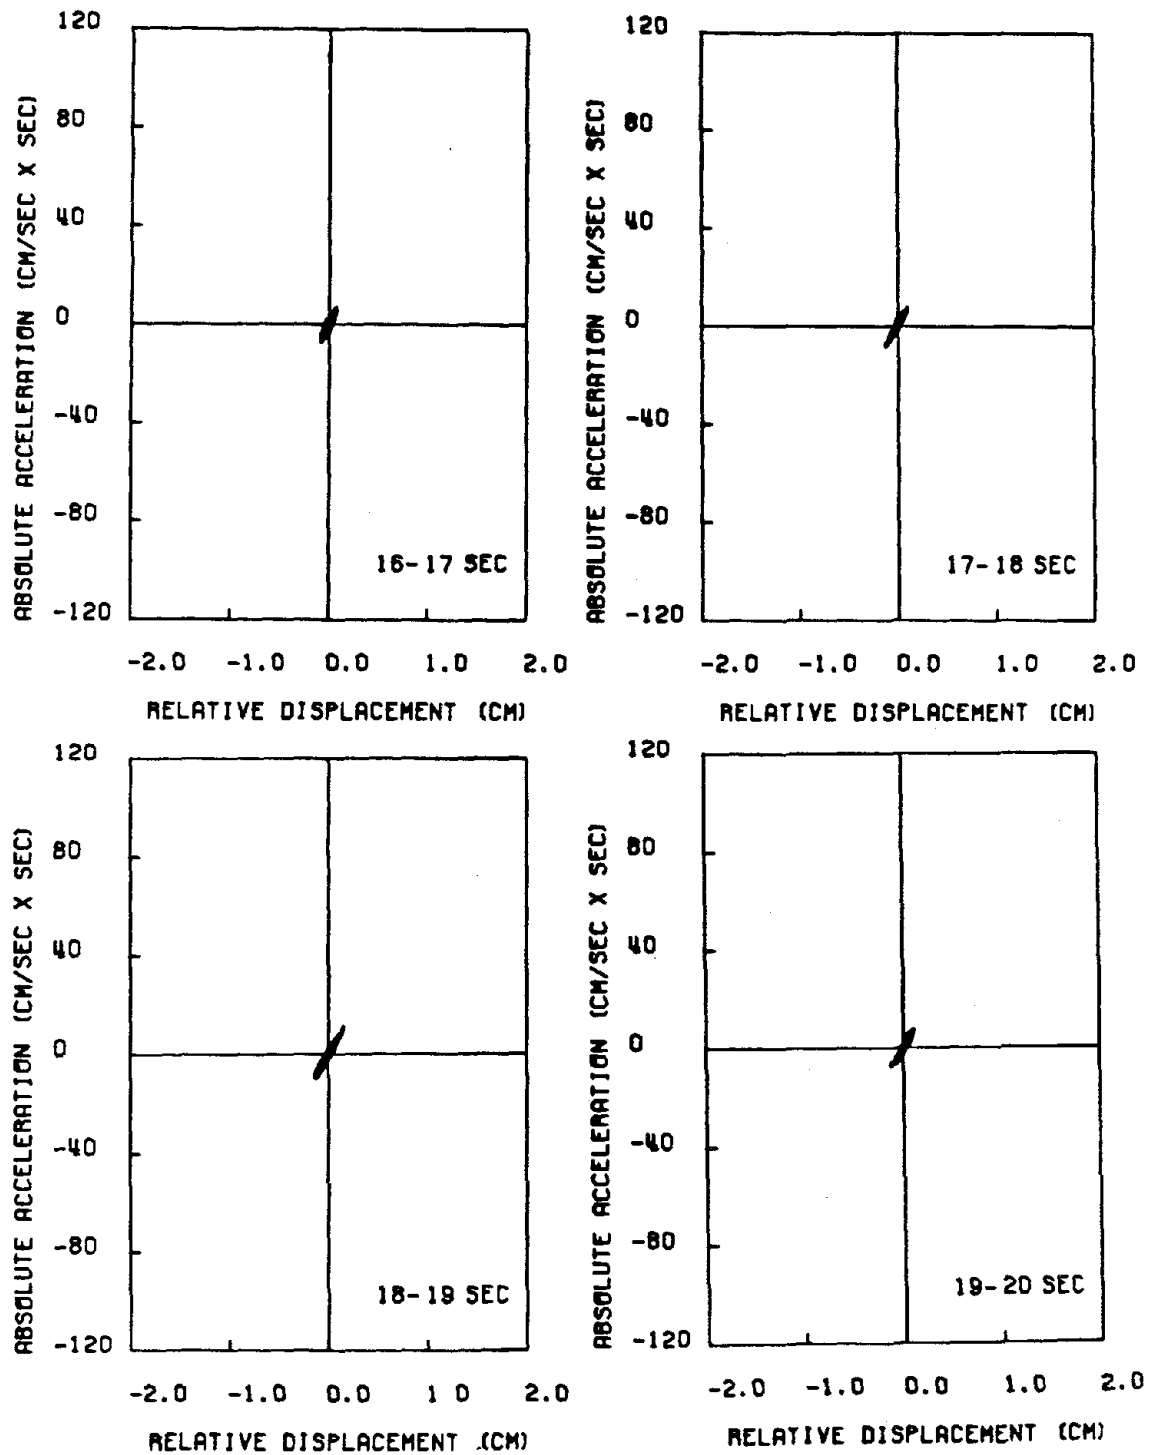 120
80
40
0
-40
-80
-120
ABSOLUTE ACCELERATION (CM/SEC X SEC)
16-17 SEC
-2.0 -1.0 0.0 1.0 2.0
RELATIVE DISPLACEMENT (CM)
120
80
40
0
-40
-80
-120
ABSOLUTE ACCELERATION (CM/SEC X SEC)
17-18 SEC
-2.0 -1.0 0.0 1.0 2.0
RELATIVE DISPLACEMENT (CM)
120
80
40
0
-40
-80
-120
ABSOLUTE ACCELERATION (CM/SEC X SEC)
18-19 SEC
-2.0 -1.0 0.0 1 0 2.0
RELATIVE DISPLACEMENT .(CM)
120
80
40
0
-40
-80
-120
ABSOLUTE ACCELERATION (CM/SEC X SEC)
19-20 SEC
-2.0 -1.0 0.0 1.0 2.0
RELATIVE DISPLACEMENT (CM)